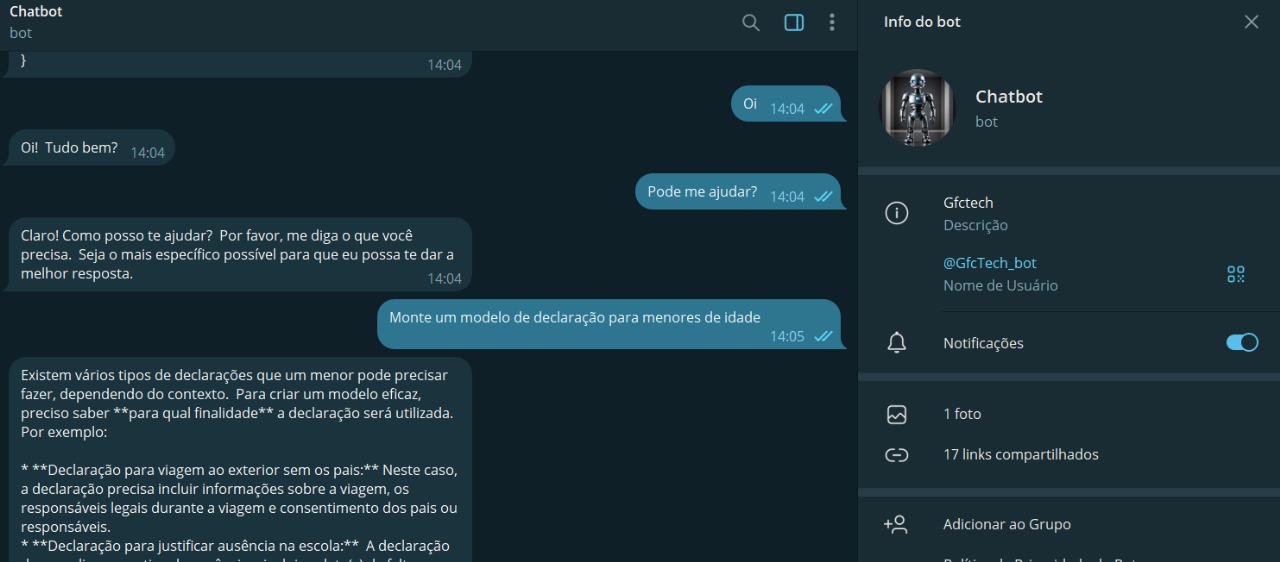 Chatbot
bot
}
14:04
Oi 14:04
Oi! Tudo bem? 14:04
Pode me ajudar? 14:04
Claro! Como posso te ajudar? Por favor, me diga o que você
precisa. Seja o mais específico possível para que eu possa te dar a
melhor resposta.
14:04
Monte um modelo de declaração para menores de idade
14:05
Existem vários tipos de declarações que um menor pode precisar
fazer, dependendo do contexto. Para criar um modelo eficaz,
preciso saber **para qual finalidade** a declaração será utilizada.
Por exemplo:
* **Declaração para viagem ao exterior sem os pais:** Neste caso,
a declaração precisa incluir informações sobre a viagem, os
responsáveis legais durante a viagem e consentimento dos pais ou
responsáveis.
* **Declaração para justificar ausência na escola:** A declaração
Info do bot
Chatbot
bot
Gfctech
Descrição
@GfcTech_bot
Nome de Usuário
Notificações
1 foto
17 links compartilhados
Adicionar ao Grupo